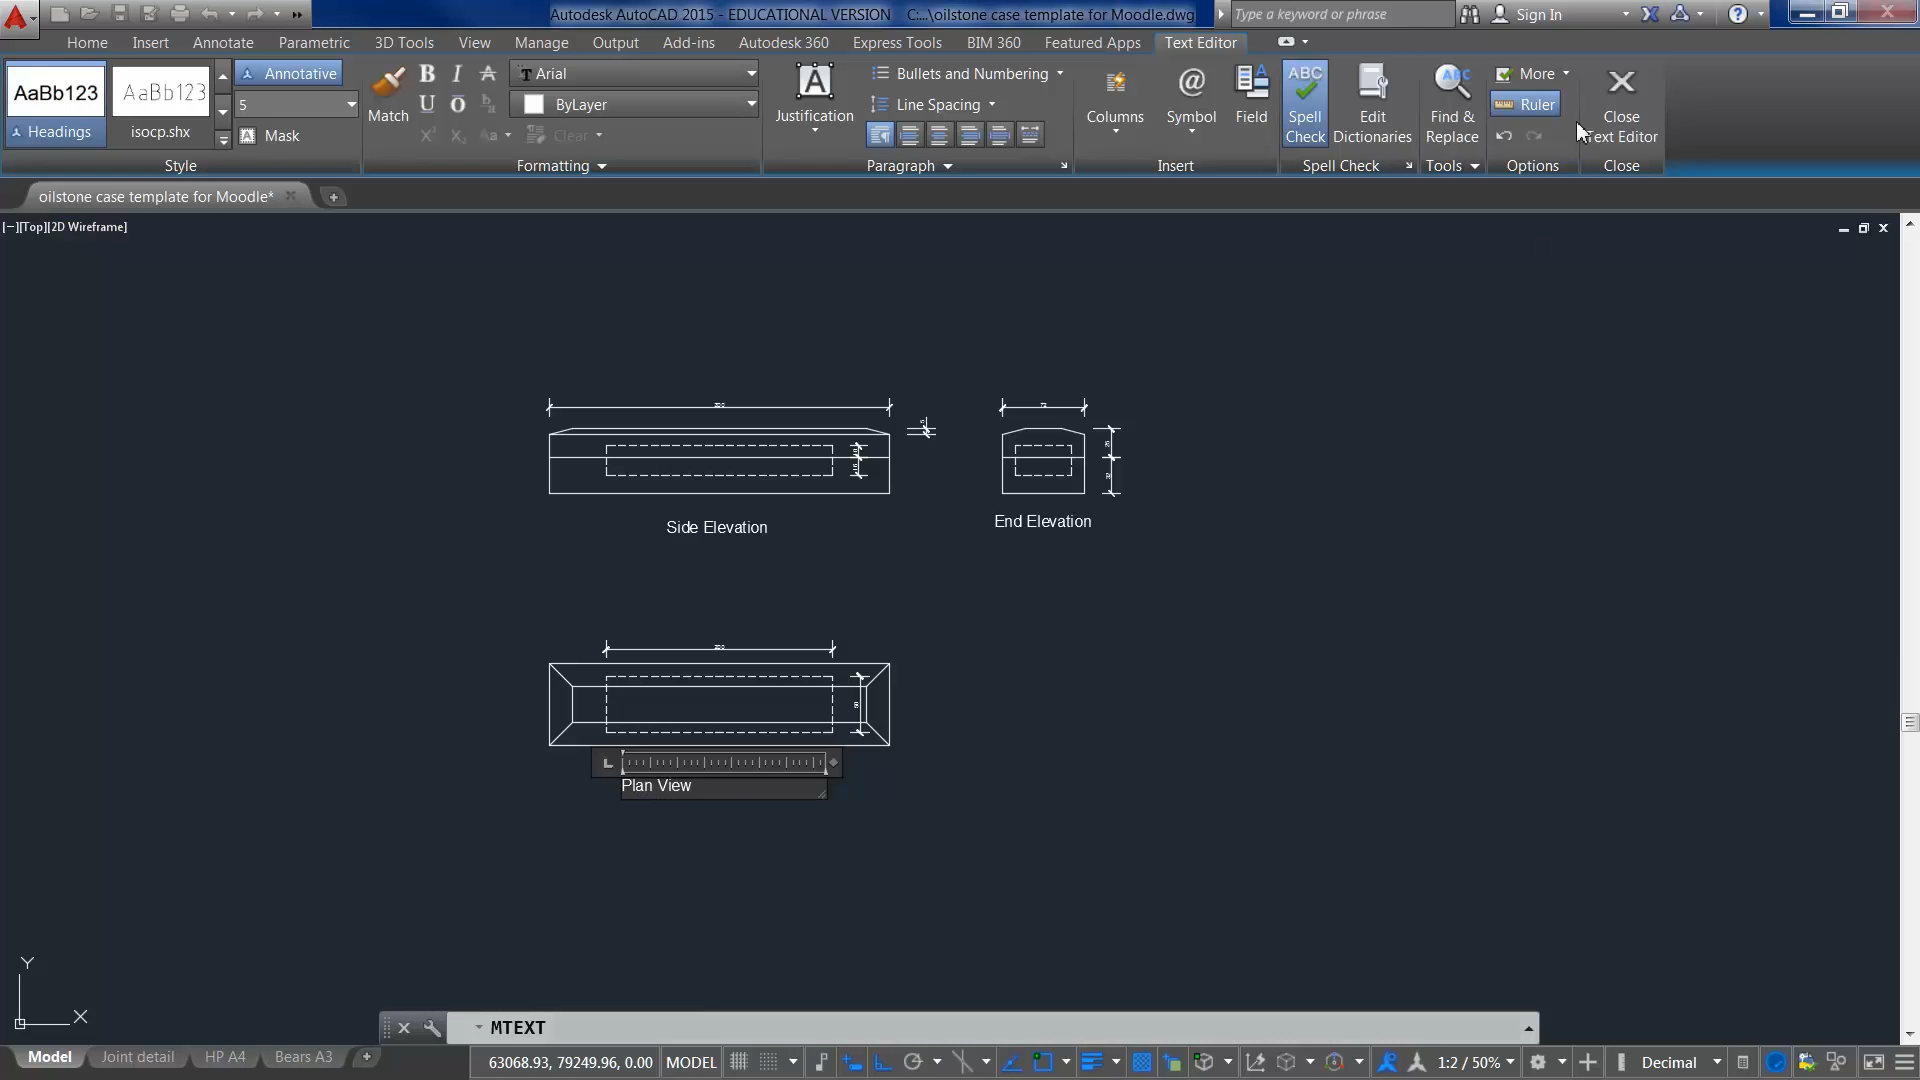 Autodesk AutoCAD 2015 - EDUCATIONAL VERSION C:...\oilstone case template for Moodle.dwg
Type a keyword or phrase
Sign In
Home Insert Annotate Parametric 3D Tools View Manage Output Add-ins Autodesk 360 Express Tools BIM 360 Featured Apps Text Editor
AaBb123
Headings
AaBb123
isocp.shx
Annotative
5
Mask
Style
Match
Arial
ByLayer
Clear
Formatting
Justification
Bullets and Numbering
Line Spacing
Paragraph
Columns
Symbol
Field
Insert
ABC
Spell
Check
Edit
Dictionaries
Spell Check
ABC
Find &
Replace
Tools
More
Ruler
Options
Close
Text Editor
Close
oilstone case template for Moodle*
[−][Top][2D Wireframe]
Side Elevation
End Elevation
Plan View
Y
X
MTEXT
Model Joint detail HP A4 Bears A3
63068.93, 79249.96, 0.00 MODEL
1:2 / 50%
Decimal